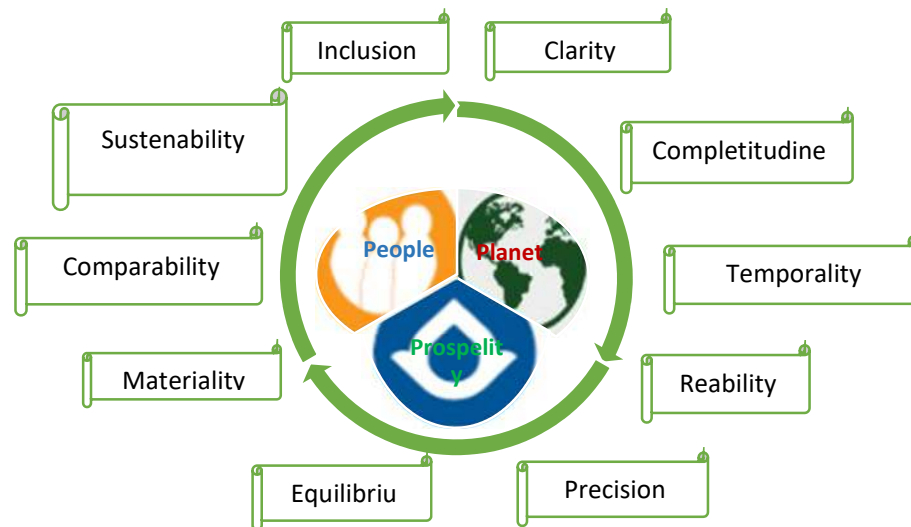 Inclusion
Clarity
Sustenability
Completitudine
People
Planet
Comparability
Temporality
Prospelit
y
Materiality
Reability
Equilibriu
Precision